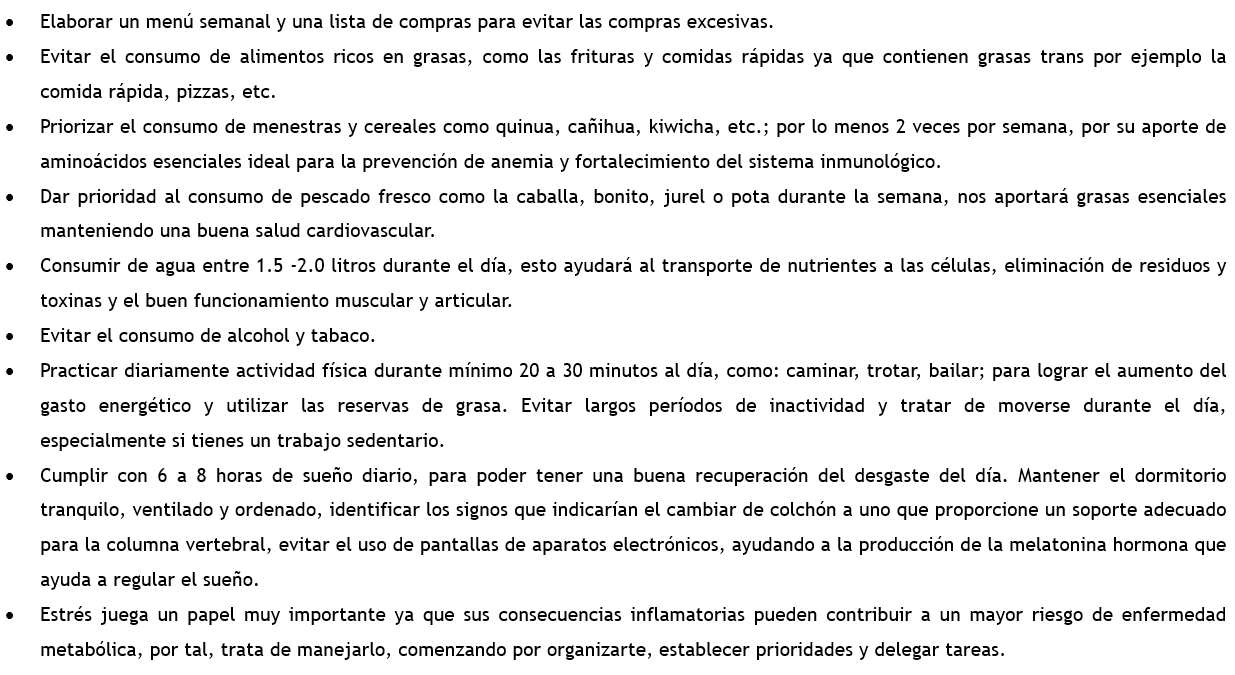 • Elaborar un menú semanal y una lista de compras para evitar las compras excesivas.
• Evitar el consumo de alimentos ricos en grasas, como las frituras y comidas rápidas ya que contienen grasas trans por ejemplo la
comida rápida, pizzas, etc.
• Priorizar el consumo de menestras y cereales como quinua, cañihua, kiwicha, etc.; por lo menos 2 veces por semana, por su aporte de
aminoácidos esenciales ideal para la prevención de anemia y fortalecimiento del sistema inmunológico.
• Dar prioridad al consumo de pescado fresco como la caballa, bonito, jurel o pota durante la semana, nos aportará grasas esenciales
manteniendo una buena salud cardiovascular.
• Consumir de agua entre 1.5 -2.0 litros durante el día, esto ayudará al transporte de nutrientes a las células, eliminación de residuos y
toxinas y el buen funcionamiento muscular y articular.
• Evitar el consumo de alcohol y tabaco.
• Practicar diariamente actividad física durante mínimo 20 a 30 minutos al día, como: caminar, trotar, bailar; para lograr el aumento del
gasto energético y utilizar las reservas de grasa. Evitar largos períodos de inactividad y tratar de moverse durante el día,
especialmente si tienes un trabajo sedentario.
• Cumplir con 6 a 8 horas de sueño diario, para poder tener una buena recuperación del desgaste del día. Mantener el dormitorio
tranquilo, ventilado y ordenado, identificar los signos que indicarían el cambiar de colchón a uno que proporcione un soporte adecuado
para la columna vertebral, evitar el uso de pantallas de aparatos electrónicos, ayudando a la producción de la melatonina hormona que
ayuda a regular el sueño.
• Estrés juega un papel muy importante ya que sus consecuencias inflamatorias pueden contribuir a un mayor riesgo de enfermedad
metabólica, por tal, trata de manejarlo, comenzando por organizarte, establecer prioridades y delegar tareas.